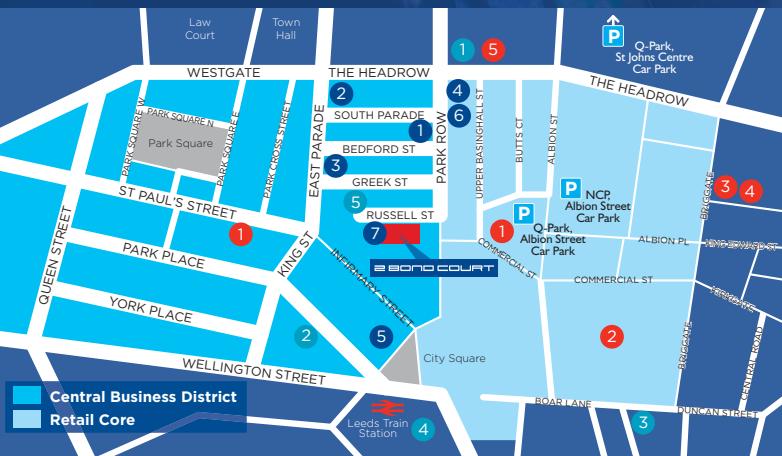 Law
Court
Town
Hall
1
5
P
Q-Park,
St Johns Centre
Car Park
WESTGATE
THE HEADROW
THE HEADROW
2
4
PARK SQUARE W
PARK SQUARE N
PARK SQUARE E
PARK CROSS STREET
EAST PARADE
SOUTH PARADE
PARK ROW
6
UPPER BASINGHALL ST
BUTTS CT
ALBION ST
1
Park Square
BEDFORD ST
3
GREEK ST
P
NCP,
Albion Street
Car Park
BRIGGATE
3
4
ST PAUL'S STREET
5
RUSSELL ST
P
Q-Park,
Albion Street
Car Park
1
7
1
QUEEN STREET
PARK PLACE
KING ST
INFIRMARY STREET
2 BOND COURT
COMMERCIAL ST
ALBION PL
KING EDWARD ST
COMMERCIAL ST
KIRKGATE
YORK PLACE
2
5
2
BRIGGATE
CENTRAL ROAD
City Square
WELLINGTON STREET
Central Business District
Retail Core
BOAR LANE
DUNCAN STREET
Leeds Train
Station
4
3